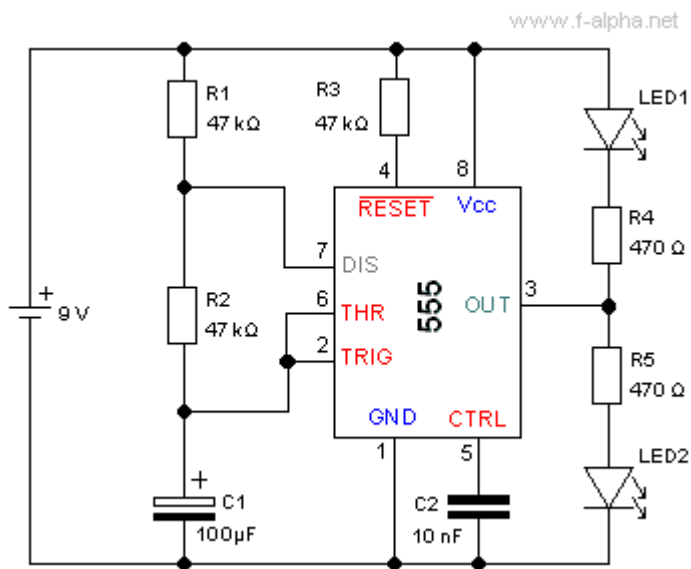 www.f-alpha.net
R1
47 kΩ
R3
47 kΩ
LED1
4
8
RESET
Vcc
R4
470 Ω
7
DIS
+
9 V
R2
47 kΩ
6
THR
555
OUT
3
2
TRIG
R5
470 Ω
GND
CTRL
1
5
LED2
+
C1
100µF
C2
10 nF